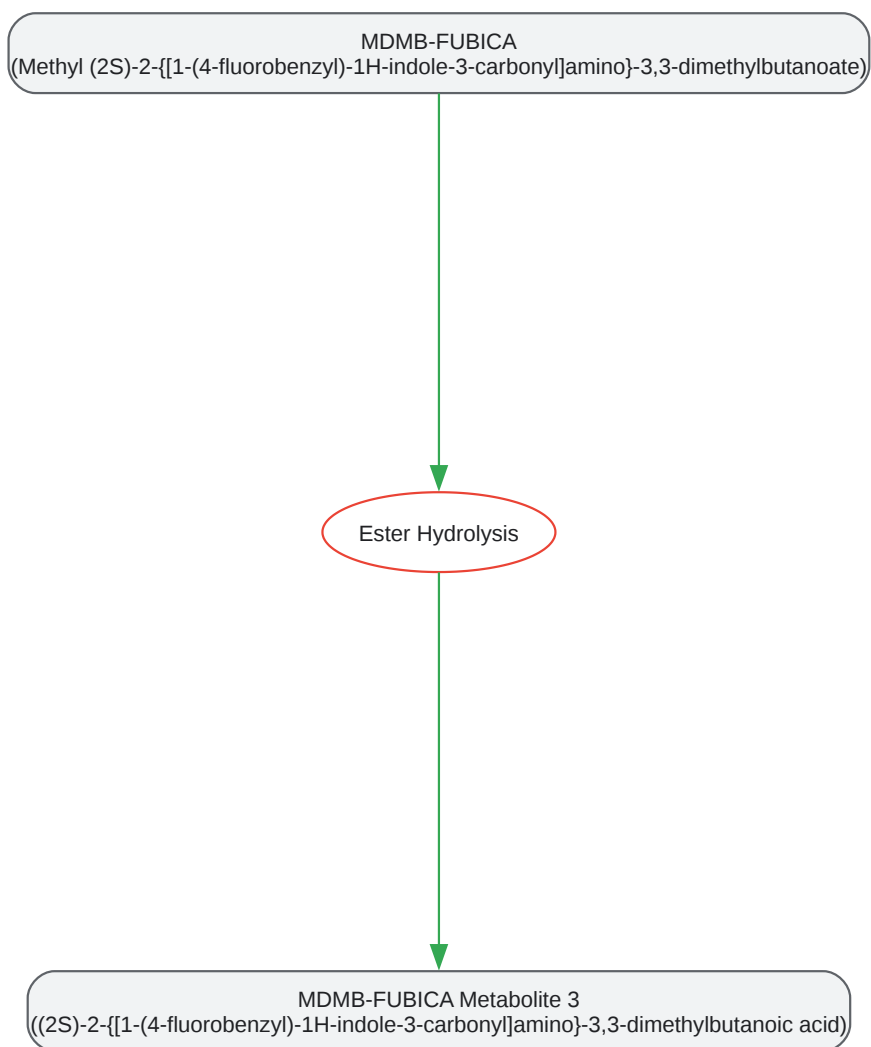 MDMB-FUBICA
(Methyl (2S)-2-{[1-(4-fluorobenzyl)-1H-indole-3-carbonyl]amino}-3,3-dimethylbutanoate)
Ester Hydrolysis
MDMB-FUBICA Metabolite 3
((2S)-2-{[1-(4-fluorobenzyl)-1H-indole-3-carbonyl]amino}-3,3-dimethylbutanoic acid)